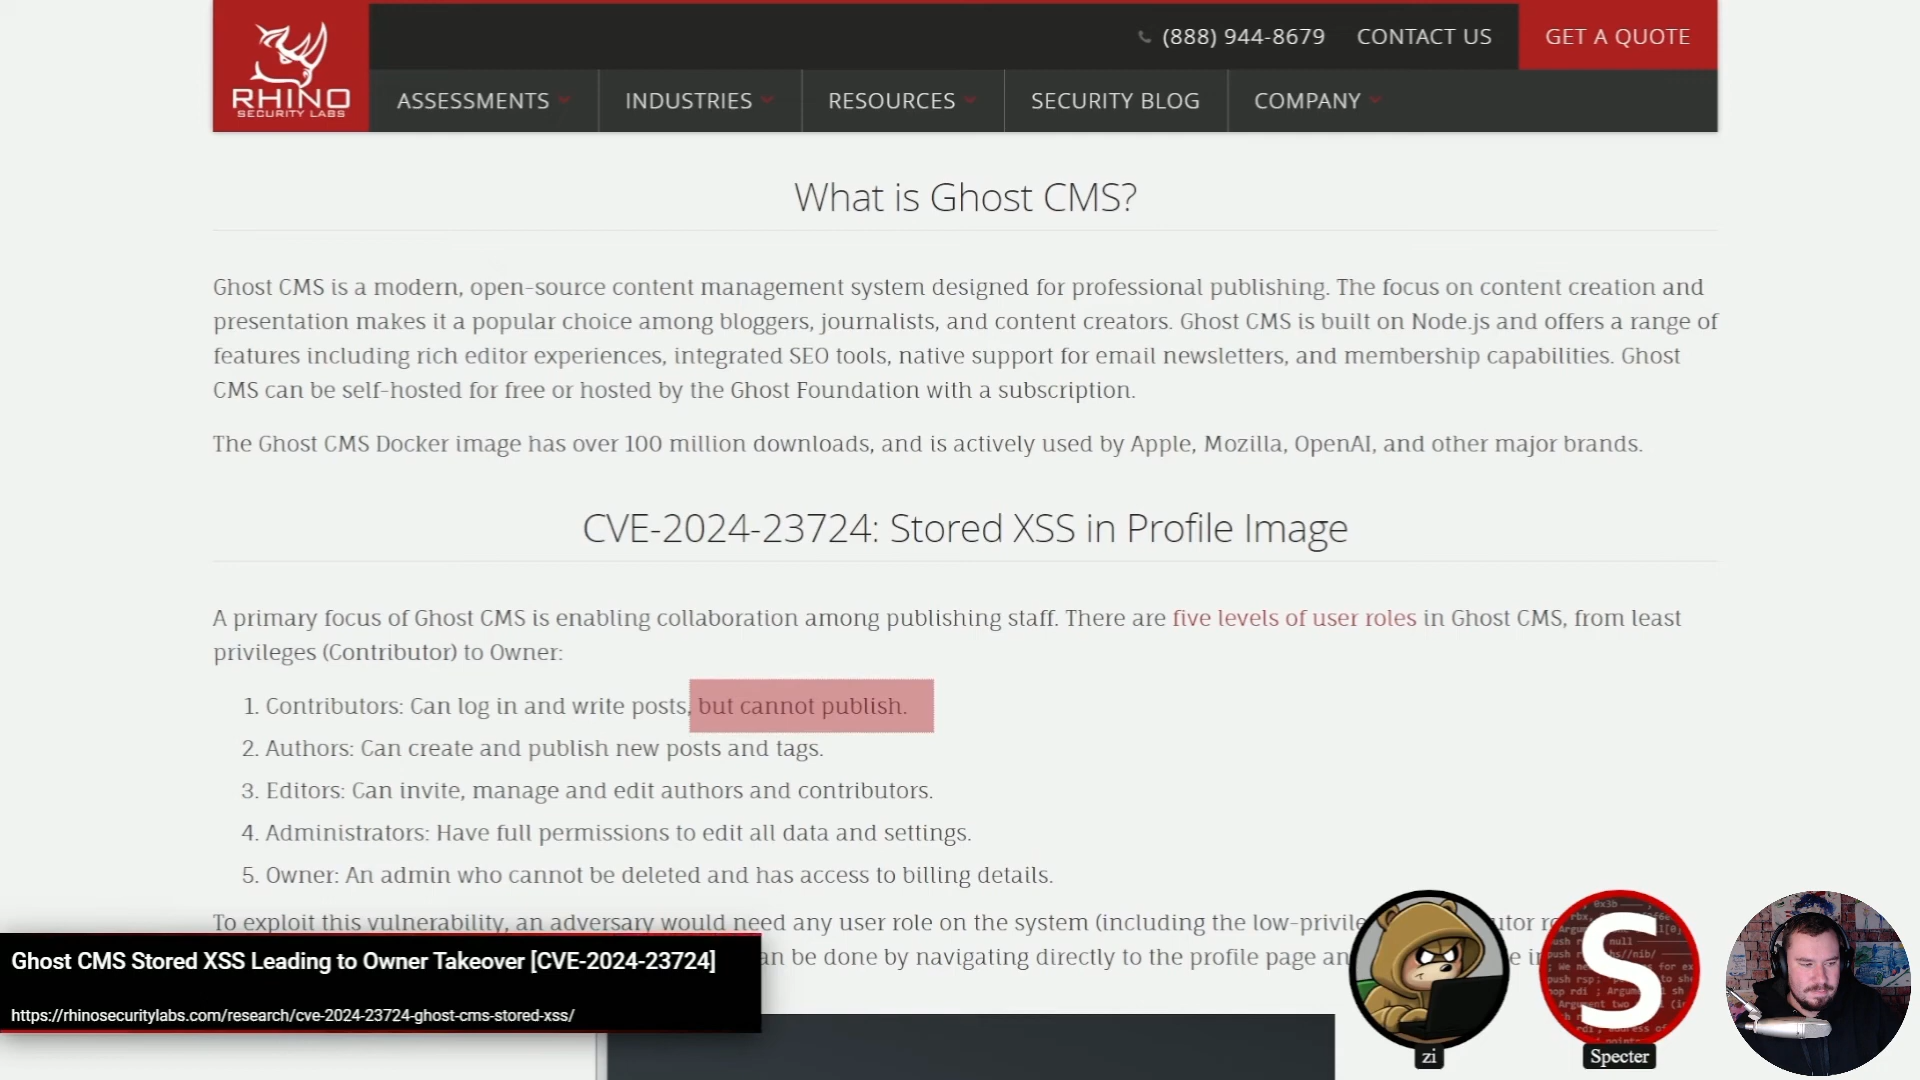 RHINO
SECURITY LABS
(888) 944-8679
CONTACT US
GET A QUOTE
ASSESSMENTS
INDUSTRIES
RESOURCES
SECURITY BLOG
COMPANY
What is Ghost CMS?
Ghost CMS is a modern, open-source content management system designed for professional publishing. The focus on content creation and
presentation makes it a popular choice among bloggers, journalists, and content creators. Ghost CMS is built on Node.js and offers a range of
features including rich editor experiences, integrated SEO tools, native support for email newsletters, and membership capabilities. Ghost
CMS can be self-hosted for free or hosted by the Ghost Foundation with a subscription.
The Ghost CMS Docker image has over 100 million downloads, and is actively used by Apple, Mozilla, OpenAI, and other major brands.
CVE-2024-23724: Stored XSS in Profile Image
A primary focus of Ghost CMS is enabling collaboration among publishing staff. There are five levels of user roles in Ghost CMS, from least
privileges (Contributor) to Owner:
1. Contributors: Can log in and write posts, but cannot publish.
2. Authors: Can create and publish new posts and tags.
3. Editors: Can invite, manage and edit authors and contributors.
4. Administrators: Have full permissions to edit all data and settings.
5. Owner: An admin who cannot be deleted and has access to billing details.
To exploit this vulnerability, an adversary would need any user role on the system (including the low-privile
an be done by navigating directly to the profile page an
Ghost CMS Stored XSS Leading to Owner Takeover [CVE-2024-23724]
https://rhinosecuritylabs.com/research/cve-2024-23724-ghost-cms-stored-xss/
zi
S
Specter